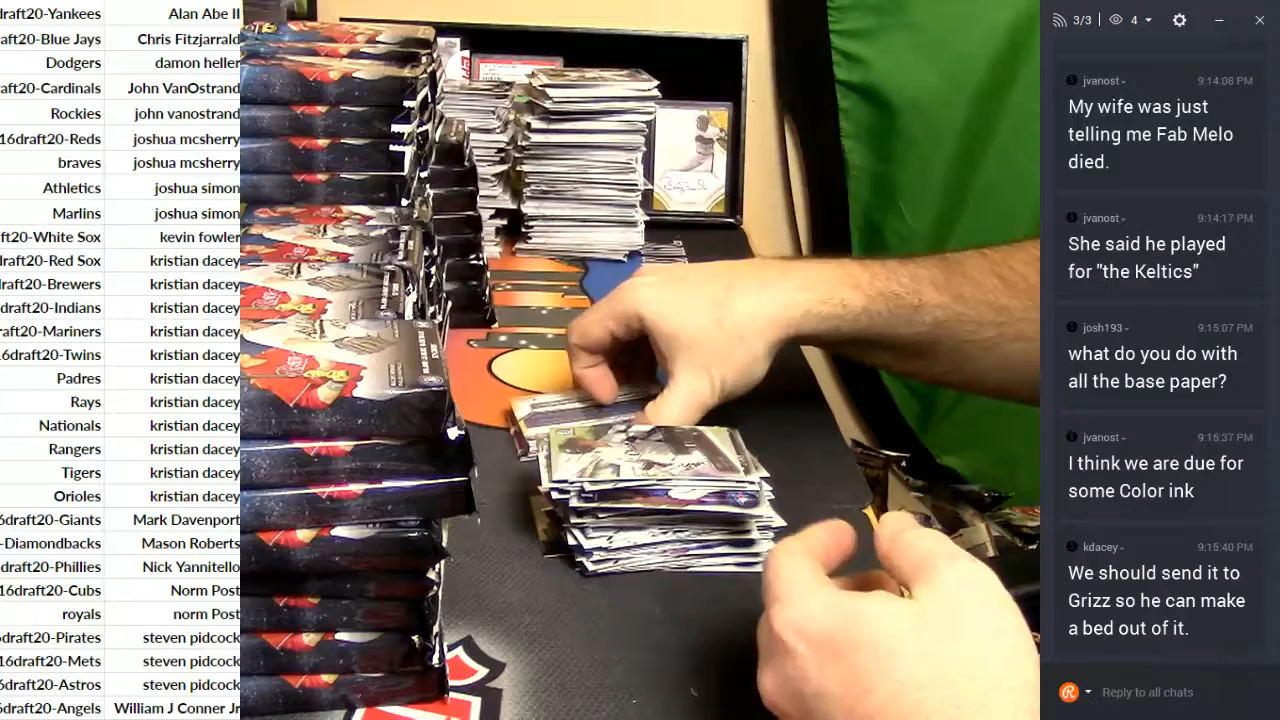 draft20-Yankees Alan Abe II
aft20-Blue Jays Chris Fitzjarrald
Dodgers damon heller
raft20-Cardinals John VanOstrand
Rockies john vanostrand
16draft20-Reds joshua mcsherry
braves joshua mcsherry
Athletics joshua simon
Marlins joshua simon
ft20-White Sox kevin fowler
draft20-Red Sox kristian dacey
draft20-Brewers kristian dacey
draft20-Indians kristian dacey
raft20-Mariners kristian dacey
16draft20-Twins kristian dacey
Padres kristian dacey
Rays kristian dacey
Nationals kristian dacey
Rangers kristian dacey
Tigers kristian dacey
Orioles kristian dacey
6draft20-Giants Mark Davenport
-Diamondbacks Mason Roberts
raft20-Phillies Nick Yannitello
16draft20-Cubs Norm Post
royals norm Post
draft20-Pirates steven pidcock
16draft20-Mets steven pidcock
6draft20-Astros steven pidcock
6draft20-Angels William J Conner Jr
3/3 4
jvanost 9:14:08 PM
My wife was just
telling me Fab Melo
died.
jvanost 9:14:17 PM
She said he played
for "the Keltics"
josh193 9:15:07 PM
what do you do with
all the base paper?
jvanost 9:15:37 PM
I think we are due for
some Color ink
kdacey 9:15:40 PM
We should send it to
Grizz so he can make
a bed out of it.
Reply to all chats